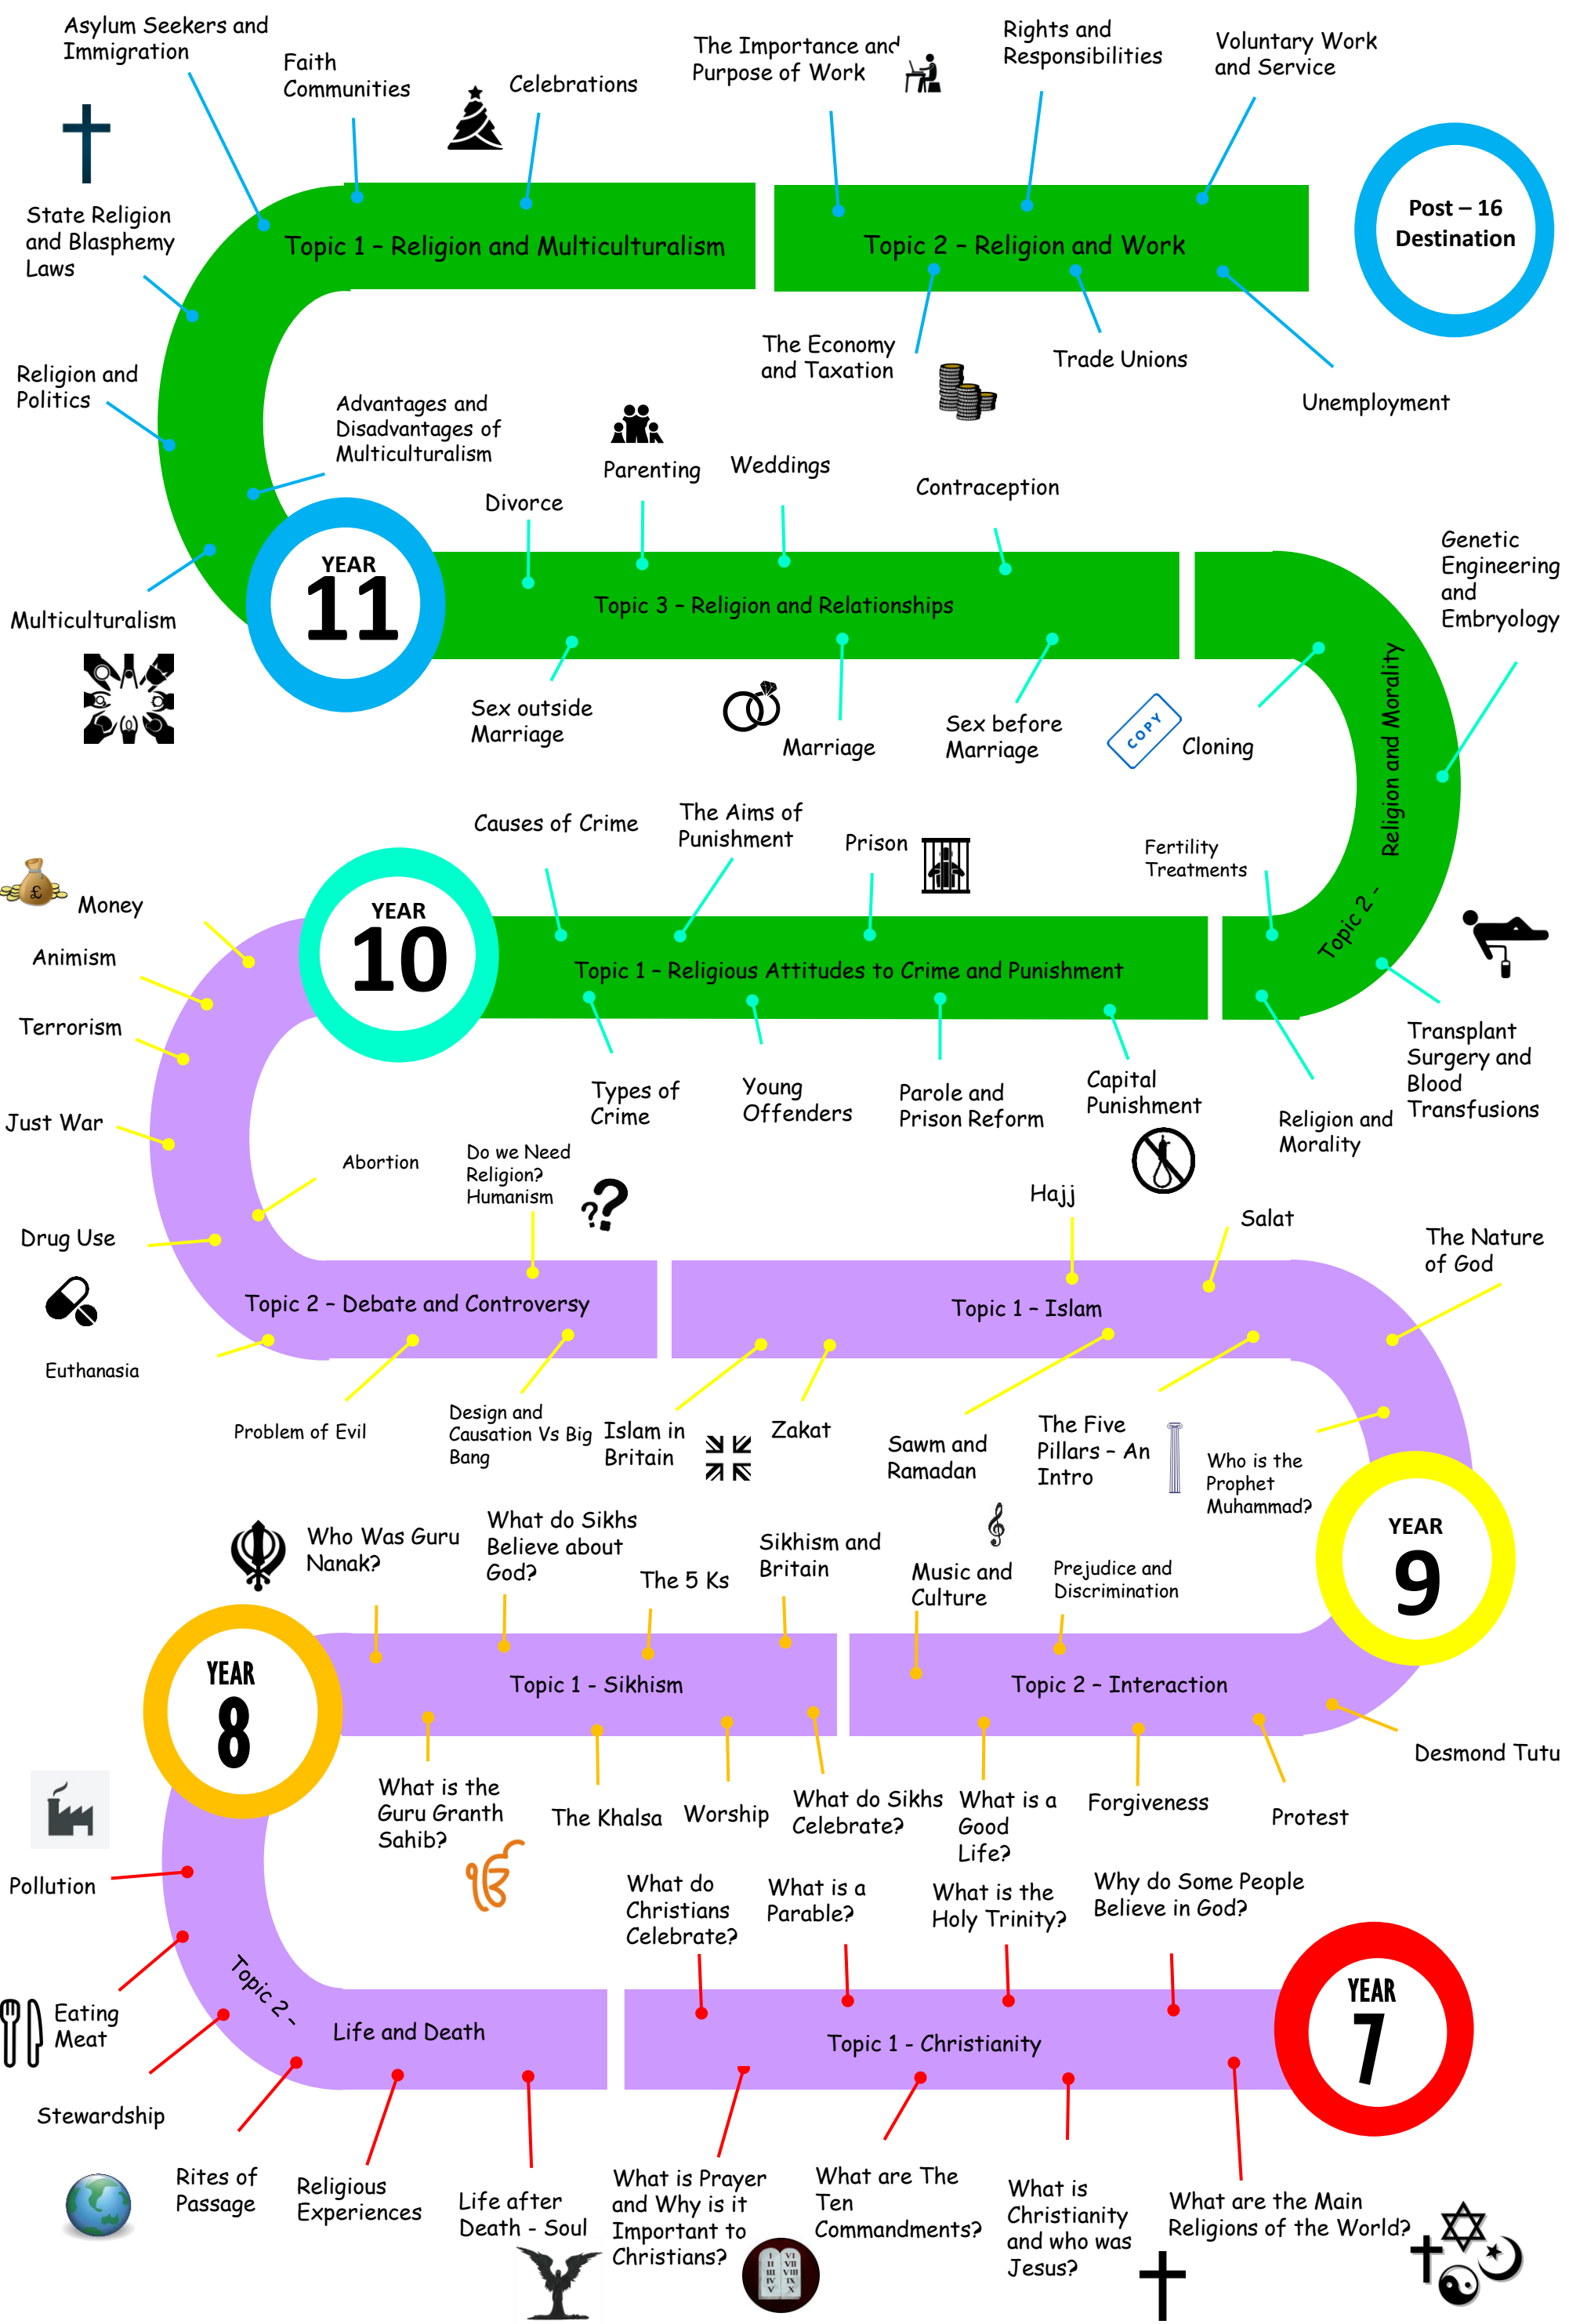 Asylum Seekers and
Immigration
Faith
Communities
Celebrations
The Importance and
Purpose of Work
Rights and
Responsibilities
Voluntary Work
and Service
State Religion
and Blasphemy
Laws
Topic 1 – Religion and Multiculturalism
Topic 2 – Religion and Work
Post – 16
Destination
Religion and
Politics
The Economy
and Taxation
Trade Unions
Unemployment
Advantages and
Disadvantages of
Multiculturalism
Multiculturalism
YEAR
11
Divorce
Parenting
Weddings
Contraception
Topic 3 – Religion and Relationships
Genetic
Engineering
and
Embryology
Sex outside
Marriage
Marriage
Sex before
Marriage
COPY
Cloning
Topic 2 -
Religion and Morality
Causes of Crime
The Aims of
Punishment
Prison
Fertility
Treatments
£
Money
Animism
Terrorism
Just War
YEAR
10
Topic 1 – Religious Attitudes to Crime and Punishment
Types of
Crime
Young
Offenders
Parole and
Prison Reform
Capital
Punishment
Religion and
Morality
Transplant
Surgery and
Blood
Transfusions
Abortion
Do we Need
Religion?
Humanism
??
Hajj
Salat
The Nature
of God
Drug Use
Topic 2 – Debate and Controversy
Topic 1 – Islam
Euthanasia
Problem of Evil
Design and
Causation Vs Big
Bang
Islam in
Britain
Zakat
Sawm and
Ramadan
The Five
Pillars – An
Intro
Who is the
Prophet
Muhammad?
YEAR
9
Who Was Guru
Nanak?
What do Sikhs
Believe about
God?
The 5 Ks
Sikhism and
Britain
Music and
Culture
Prejudice and
Discrimination
YEAR
8
Topic 1 - Sikhism
Topic 2 – Interaction
Desmond Tutu
What is the
Guru Granth
Sahib?
ੴ
The Khalsa
Worship
What do Sikhs
Celebrate?
What is a
Good
Life?
Forgiveness
Protest
Pollution
Eating
Meat
Stewardship
What do
Christians
Celebrate?
What is a
Parable?
What is the
Holy Trinity?
Why do Some People
Believe in God?
YEAR
7
Topic 2 –
Life and Death
Topic 1 - Christianity
Rites of
Passage
Religious
Experiences
Life after
Death - Soul
What is Prayer
and Why is it
Important to
Christians?
What are The
Ten
Commandments?
I VI
II VII
III VIII
IV IX
V X
What is
Christianity
and who was
Jesus?
What are the Main
Religions of the World?